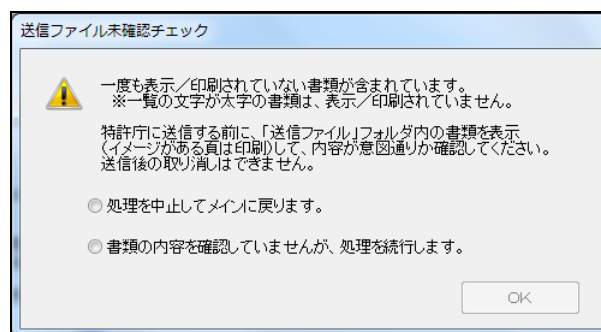 送信ファイル未確認チェック
一度も表示／印刷されていない書類が含まれています。
※一覧の文字が太字の書類は、表示／印刷されていません。
特許庁に送信する前に、「送信ファイル」フォルダ内の書類を表示
（イメージがある頁は印刷）して、内容が意図通りか確認してください。
送信後の取り消しはできません。
処理を中止してメインに戻ります。
書類の内容を確認していませんが、処理を続行します。
OK